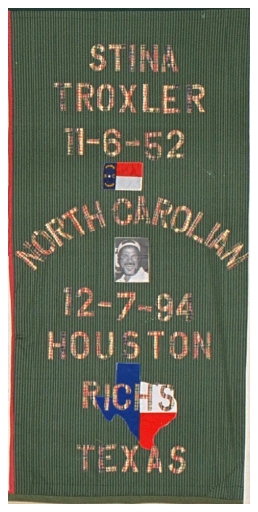 STINA
TROXLER
11-6-52
NORTH CAROLIAN
12-7-94
HOUSTON
RICHS
TEXAS